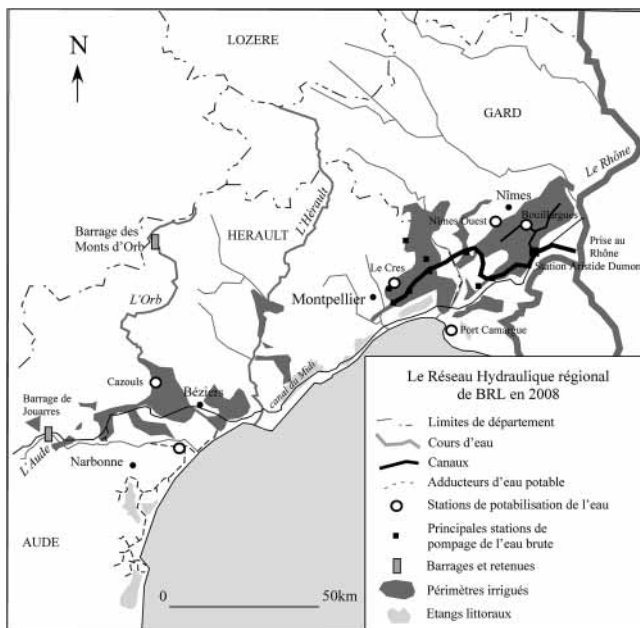 N
LOZERE
GARD
Le Rhône
Nîmes
Nîmes Ouest
Bouillargues
Prise au
Rhône
Station Aristide Dumon
Barrage des
Monts d'Orb
HERAULT
L'Hérault
L'Orb
Le Cres
Montpellier
Port Camargue
canal du Midi
Cazouls
Béziers
Barrage de
Jouarres
L'Aude
Narbonne
AUDE
0
50km
Le Réseau Hydraulique régional
de BRL en 2008
Limites de département
Cours d'eau
Canaux
Adducteurs d'eau potable
Stations de potabilisation de l'eau
Principales stations de
pompage de l'eau brute
Barrages et retenues
Périmètres irrigués
Etangs littoraux